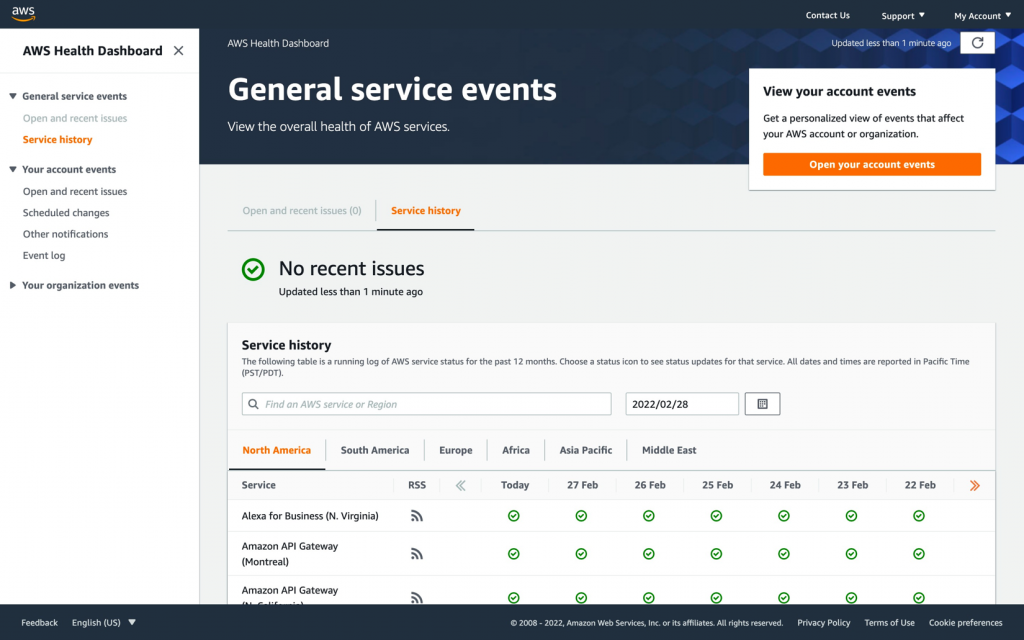 aws
Contact Us
Support
My Account
AWS Health Dashboard
General service events
Open and recent issues
Service history
Your account events
Open and recent issues
Scheduled changes
Other notifications
Event log
Your organization events
AWS Health Dashboard
Updated less than 1 minute ago
General service events
View the overall health of AWS services.
View your account events
Get a personalized view of events that affect
your AWS account or organization.
Open your account events
Open and recent issues (0)
Service history
No recent issues
Updated less than 1 minute ago
Service history
The following table is a running log of AWS service status for the past 12 months. Choose a status icon to see status updates for that service. All dates and times are reported in Pacific Time
(PST/PDT).
Find an AWS service or Region
2022/02/28
North America
South America
Europe
Africa
Asia Pacific
Middle East
Service RSS Today 27 Feb 26 Feb 25 Feb 24 Feb 23 Feb 22 Feb
Alexa for Business (N. Virginia)
Amazon API Gateway
(Montreal)
Amazon API Gateway
(N. California)
Feedback
English (US)
© 2008 - 2022, Amazon Web Services, Inc. or its affiliates. All rights reserved.
Privacy Policy
Terms of Use
Cookie preferences